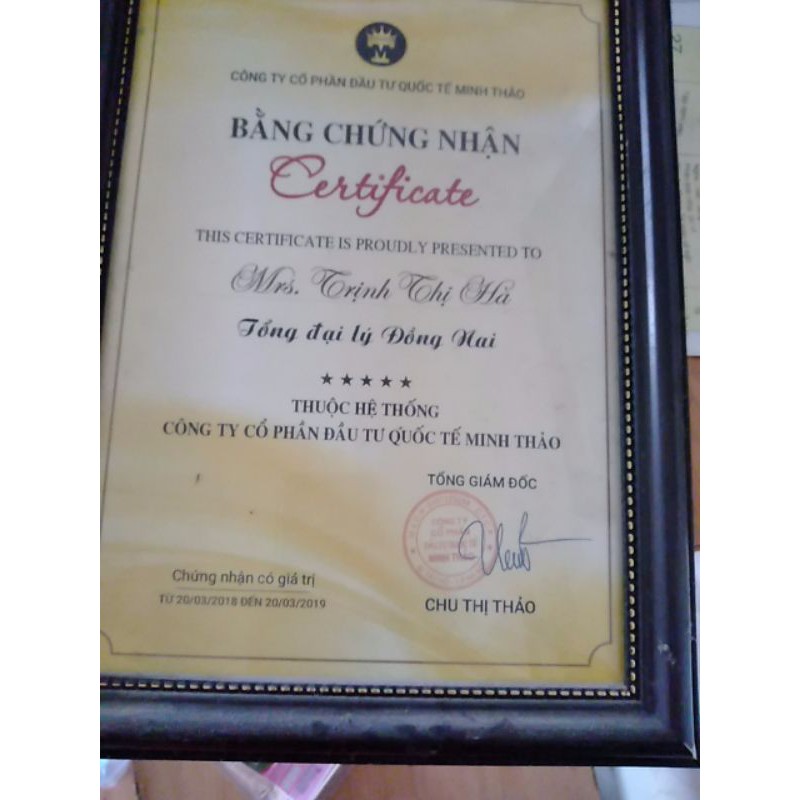 M
CÔNG TY CỔ PHẦN ĐẦU TƯ QUỐC TẾ MINH THẢO
BẰNG CHỨNG NHẬN
Certificate
THIS CERTIFICATE IS PROUDLY PRESENTED TO
Mrs. Trịnh Thị Hà
Tổng đại lý Đồng Nai
THUỘC HỆ THỐNG
CÔNG TY CỔ PHẦN ĐẦU TƯ QUỐC TẾ MINH THẢO
TỔNG GIÁM ĐỐC
Chứng nhận có giá trị
TỪ 20/03/2018 ĐẾN 20/03/2019
CHU THỊ THẢO
27